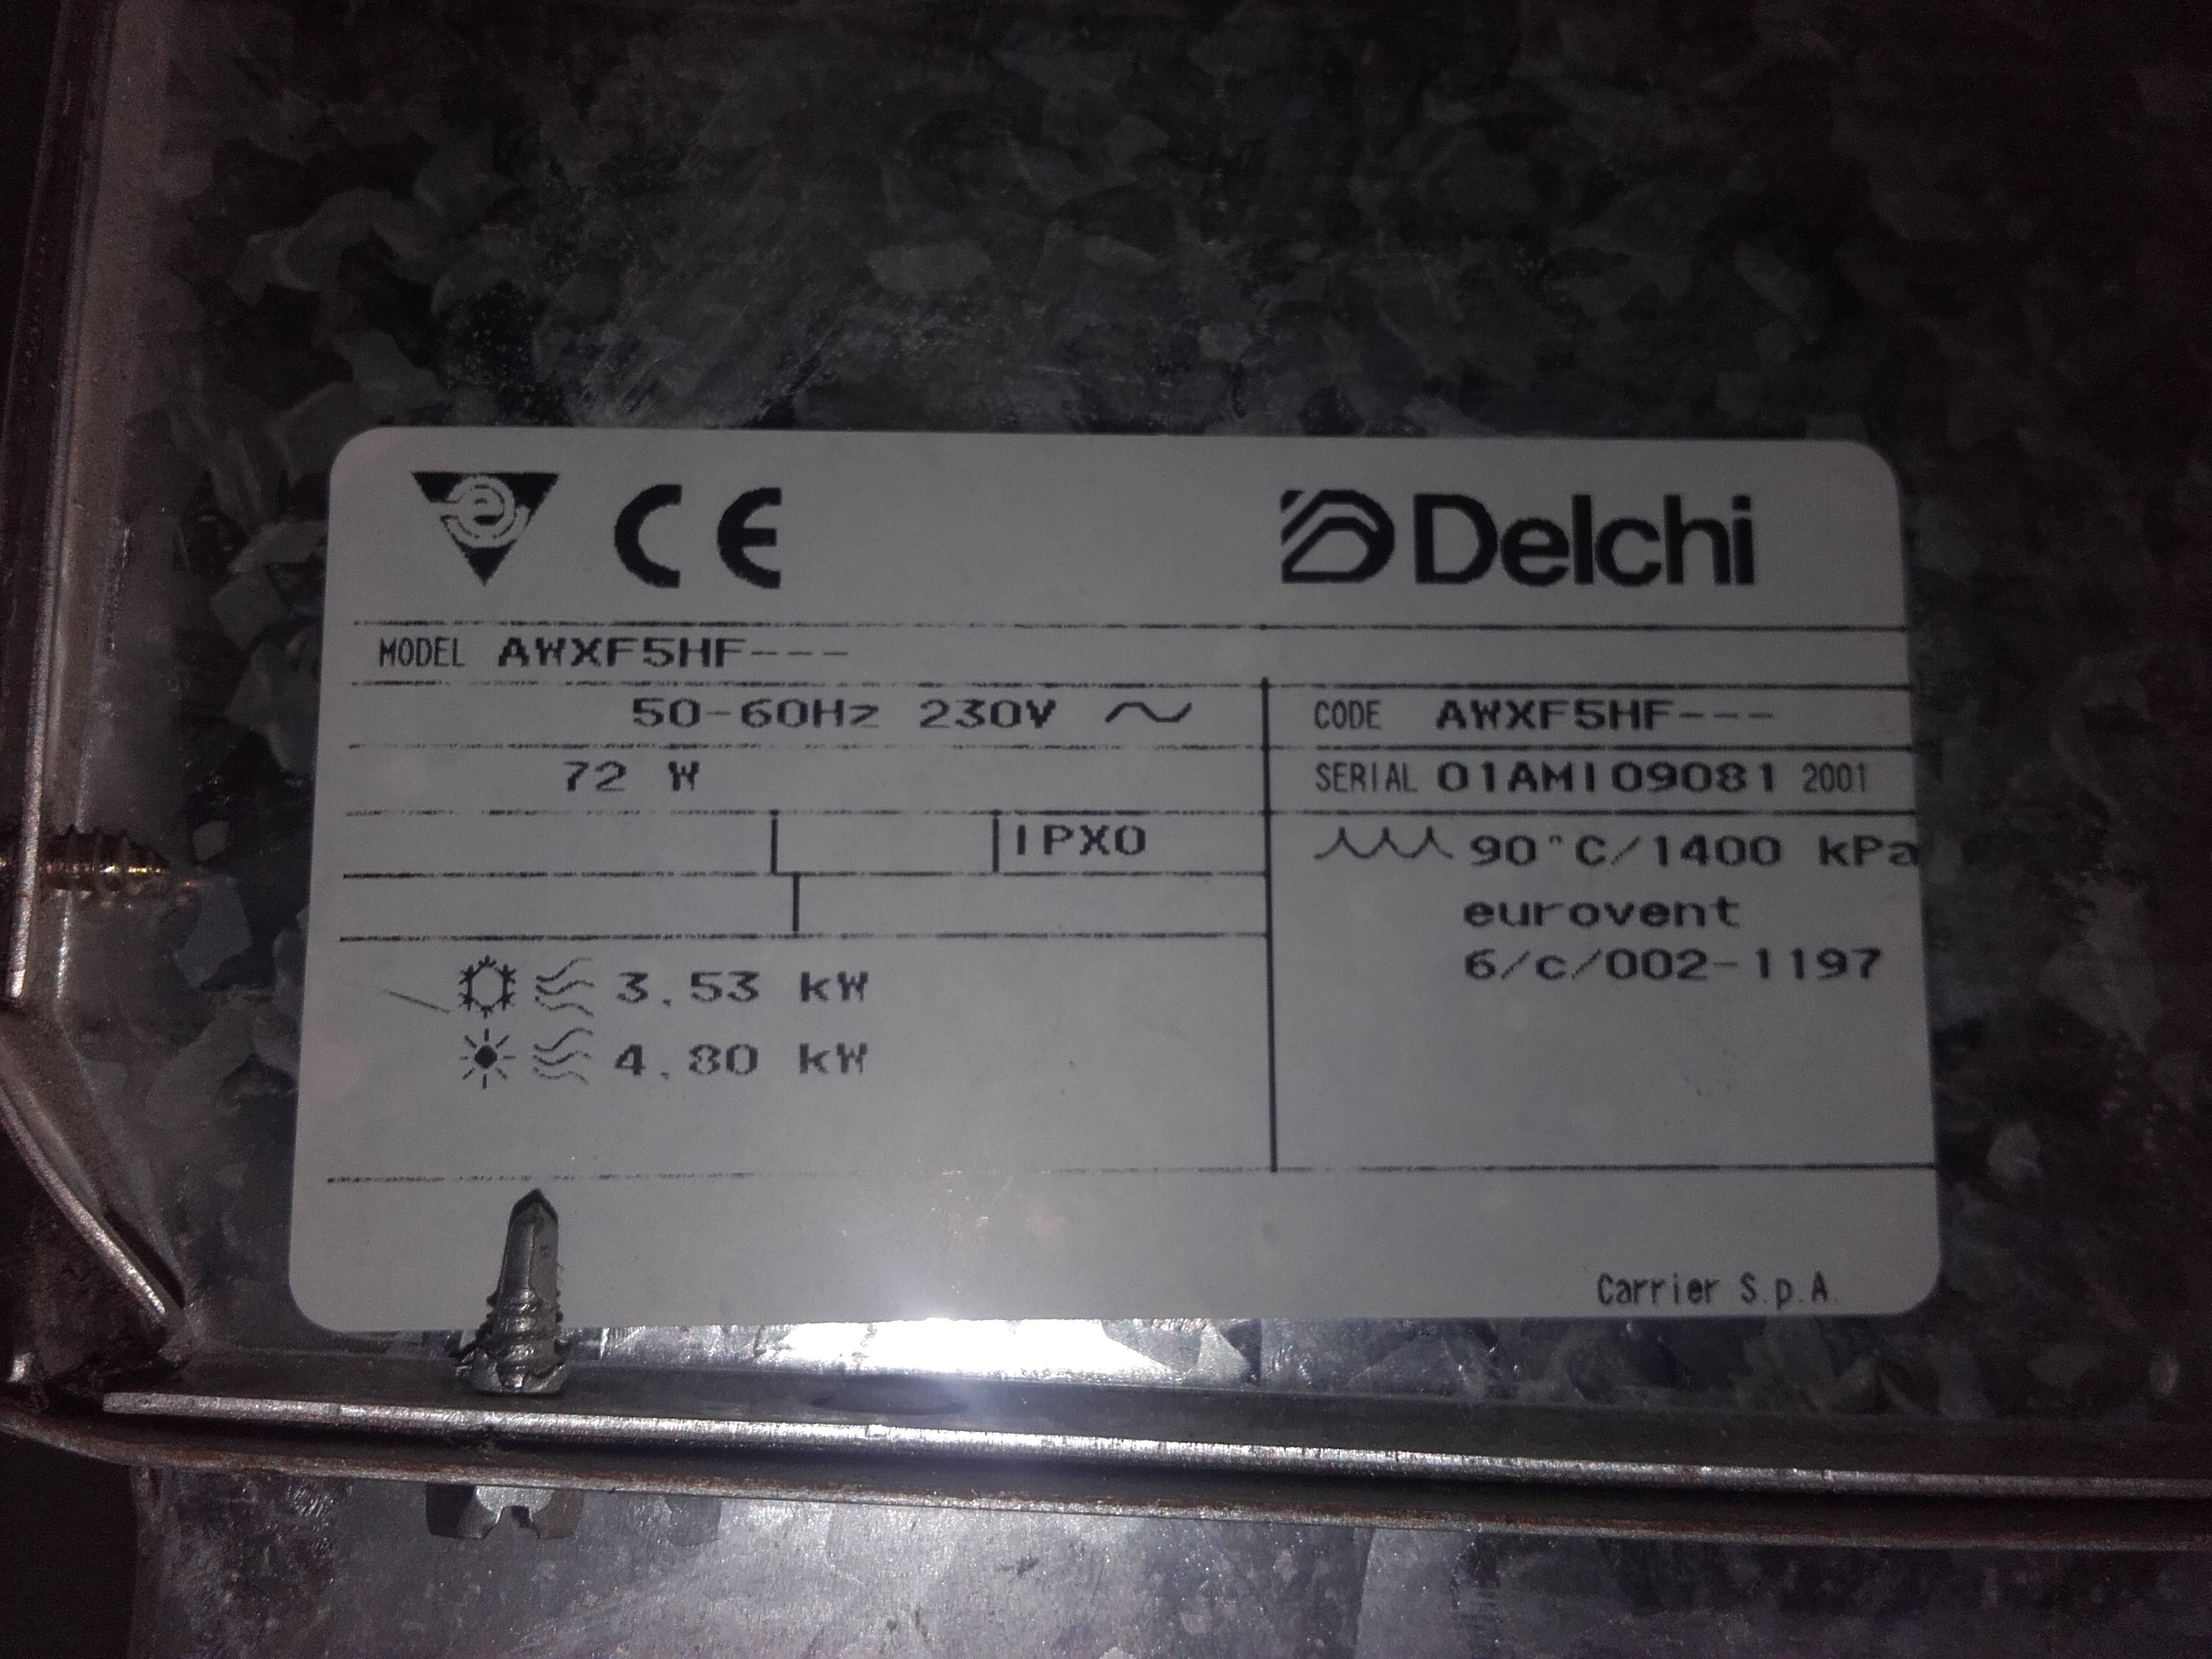 e CE Delchi
MODEL AWXF5HF---
50-60Hz 230V
CODE AWXF5HF---
72 W
SERIAL 01AMI09081 2001
IPX0
90°C/1400 kPa
eurovent
6/c/002-1197
3.53 kW
4.80 kW
Carrier S.p.A.